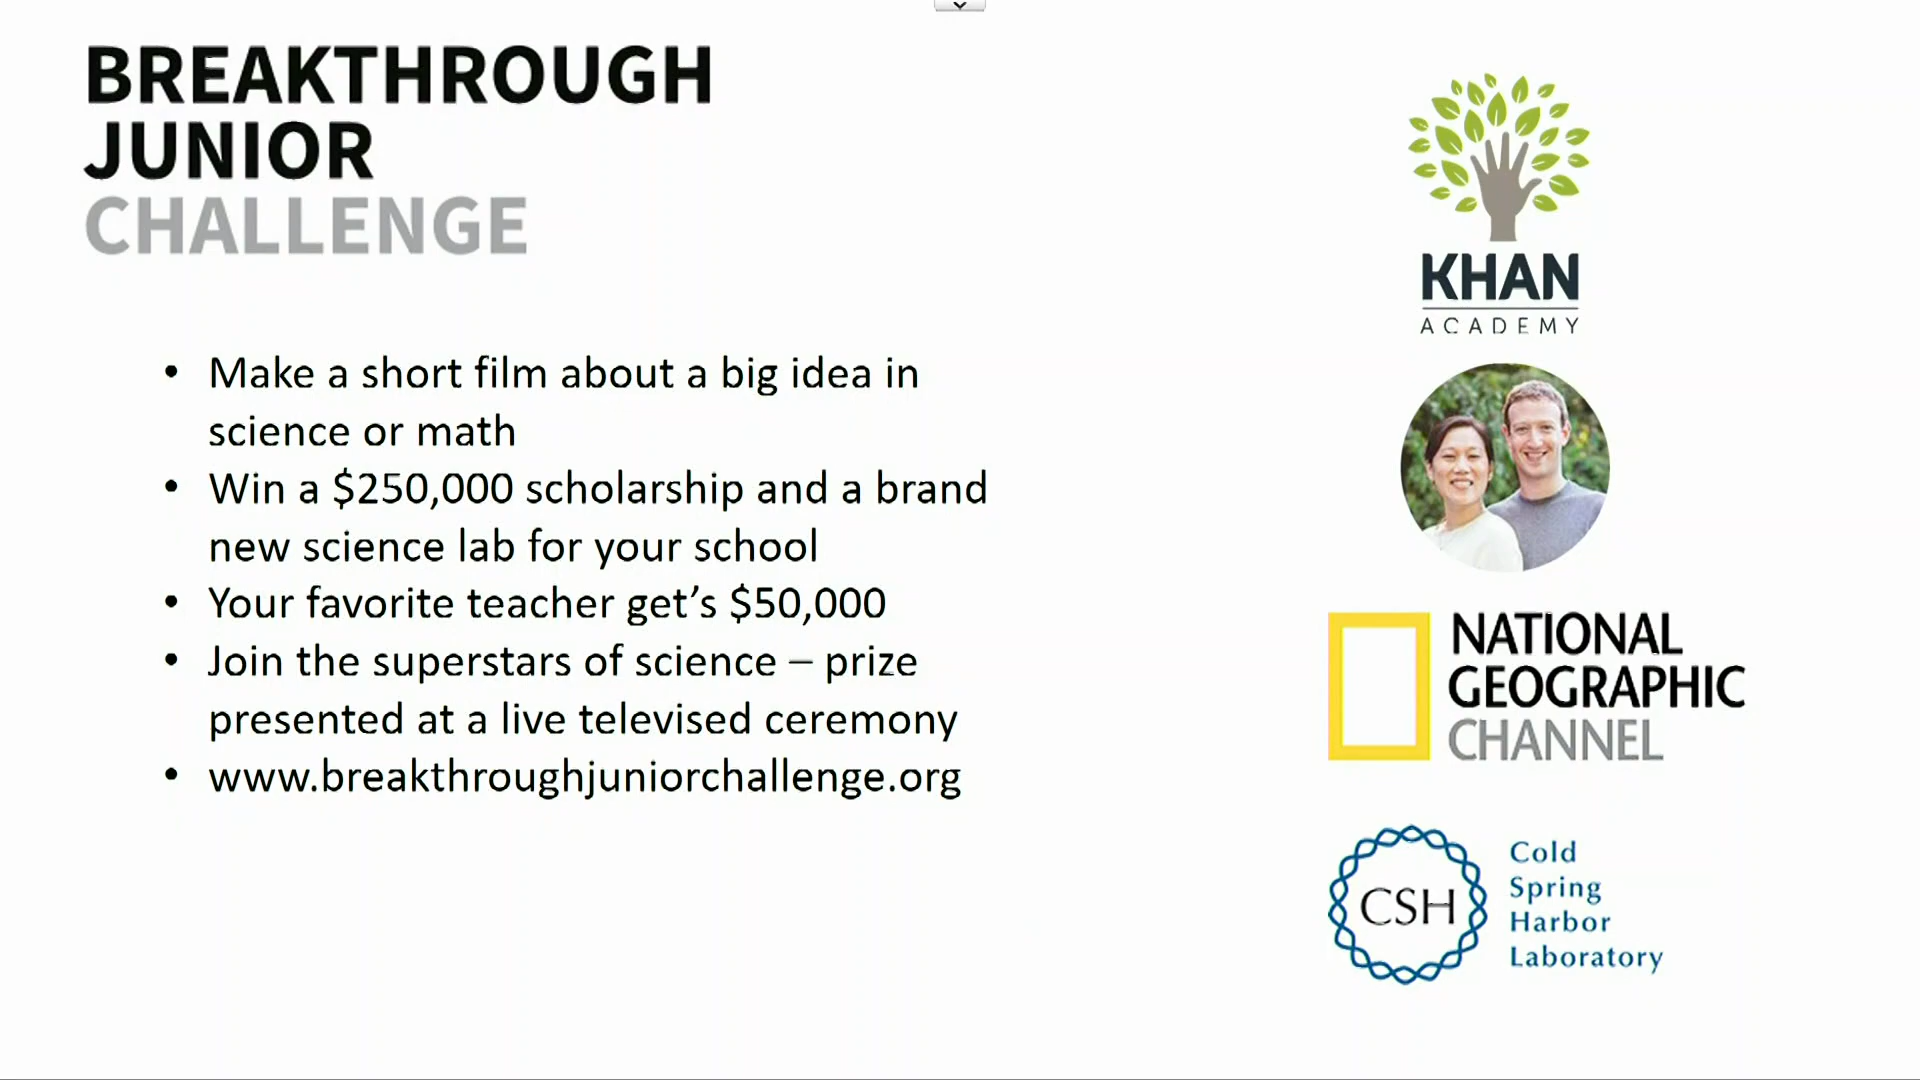 BREAKTHROUGH
JUNIOR
CHALLENGE
• Make a short film about a big idea in
science or math
• Win a $250,000 scholarship and a brand
new science lab for your school
• Your favorite teacher get’s $50,000
• Join the superstars of science – prize
presented at a live televised ceremony
• www.breakthroughjuniorchallenge.org
KHAN
ACADEMY
NATIONAL
GEOGRAPHIC
CHANNEL
CSH
Cold
Spring
Harbor
Laboratory